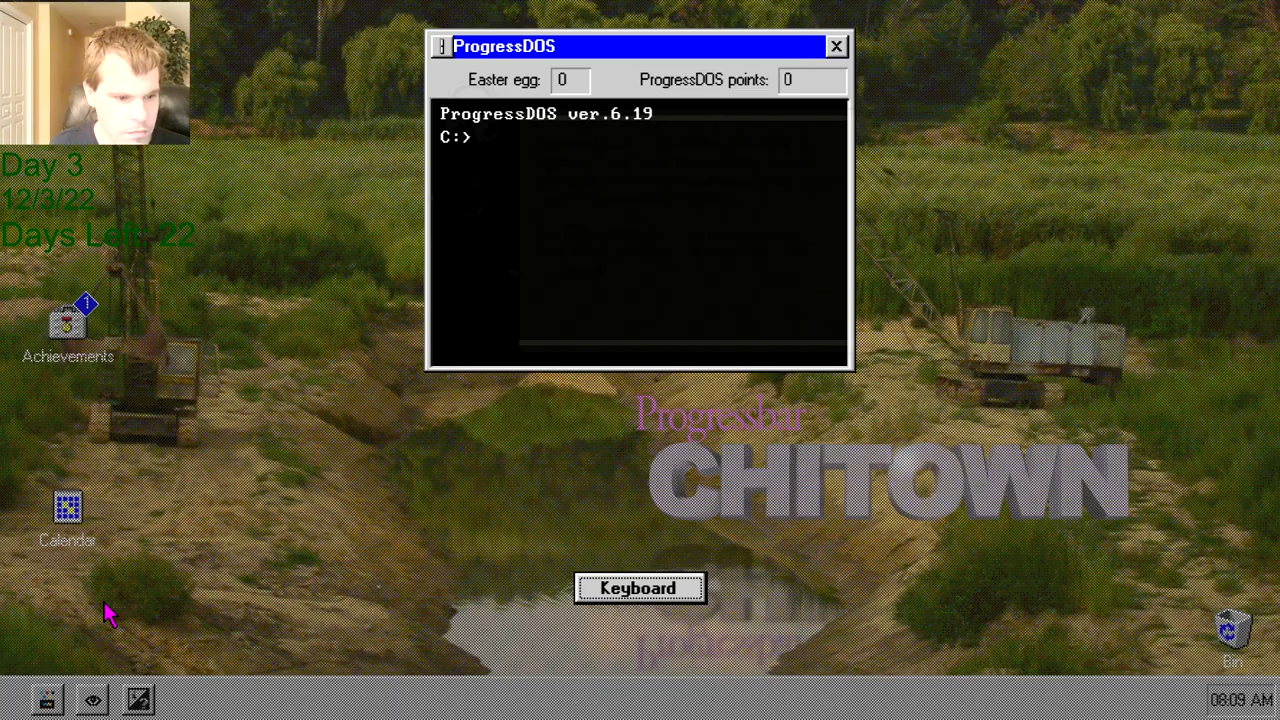 ProgressDOS
Easter egg: 0 ProgressDOS points: 0
ProgressDOS ver.6.19
C:>
Day 3
12/3/22
Days Left: 22
1
Achievements
Progressbar
CHITOWN
Calendar
Keyboard
Bin
08:09 AM